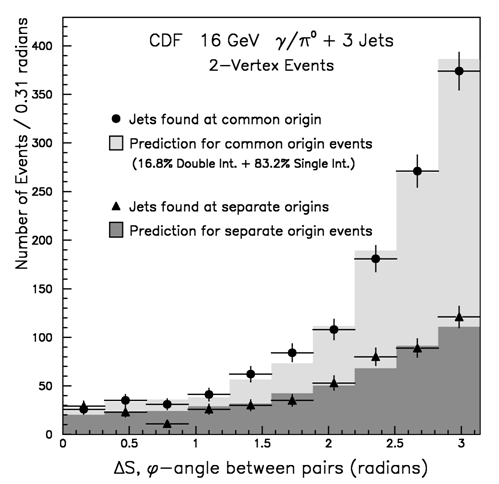 CDF 16 GeV γ/π⁰ + 3 Jets
2-Vertex Events
Jets found at common origin
Prediction for common origin events
(16.8% Double Int. + 83.2% Single Int.)
Jets found at separate origins
Prediction for separate origin events
Number of Events / 0.31 radians
400
350
300
250
200
150
100
50
0
0 0.5 1 1.5 2 2.5 3
ΔS, φ-angle between pairs (radians)